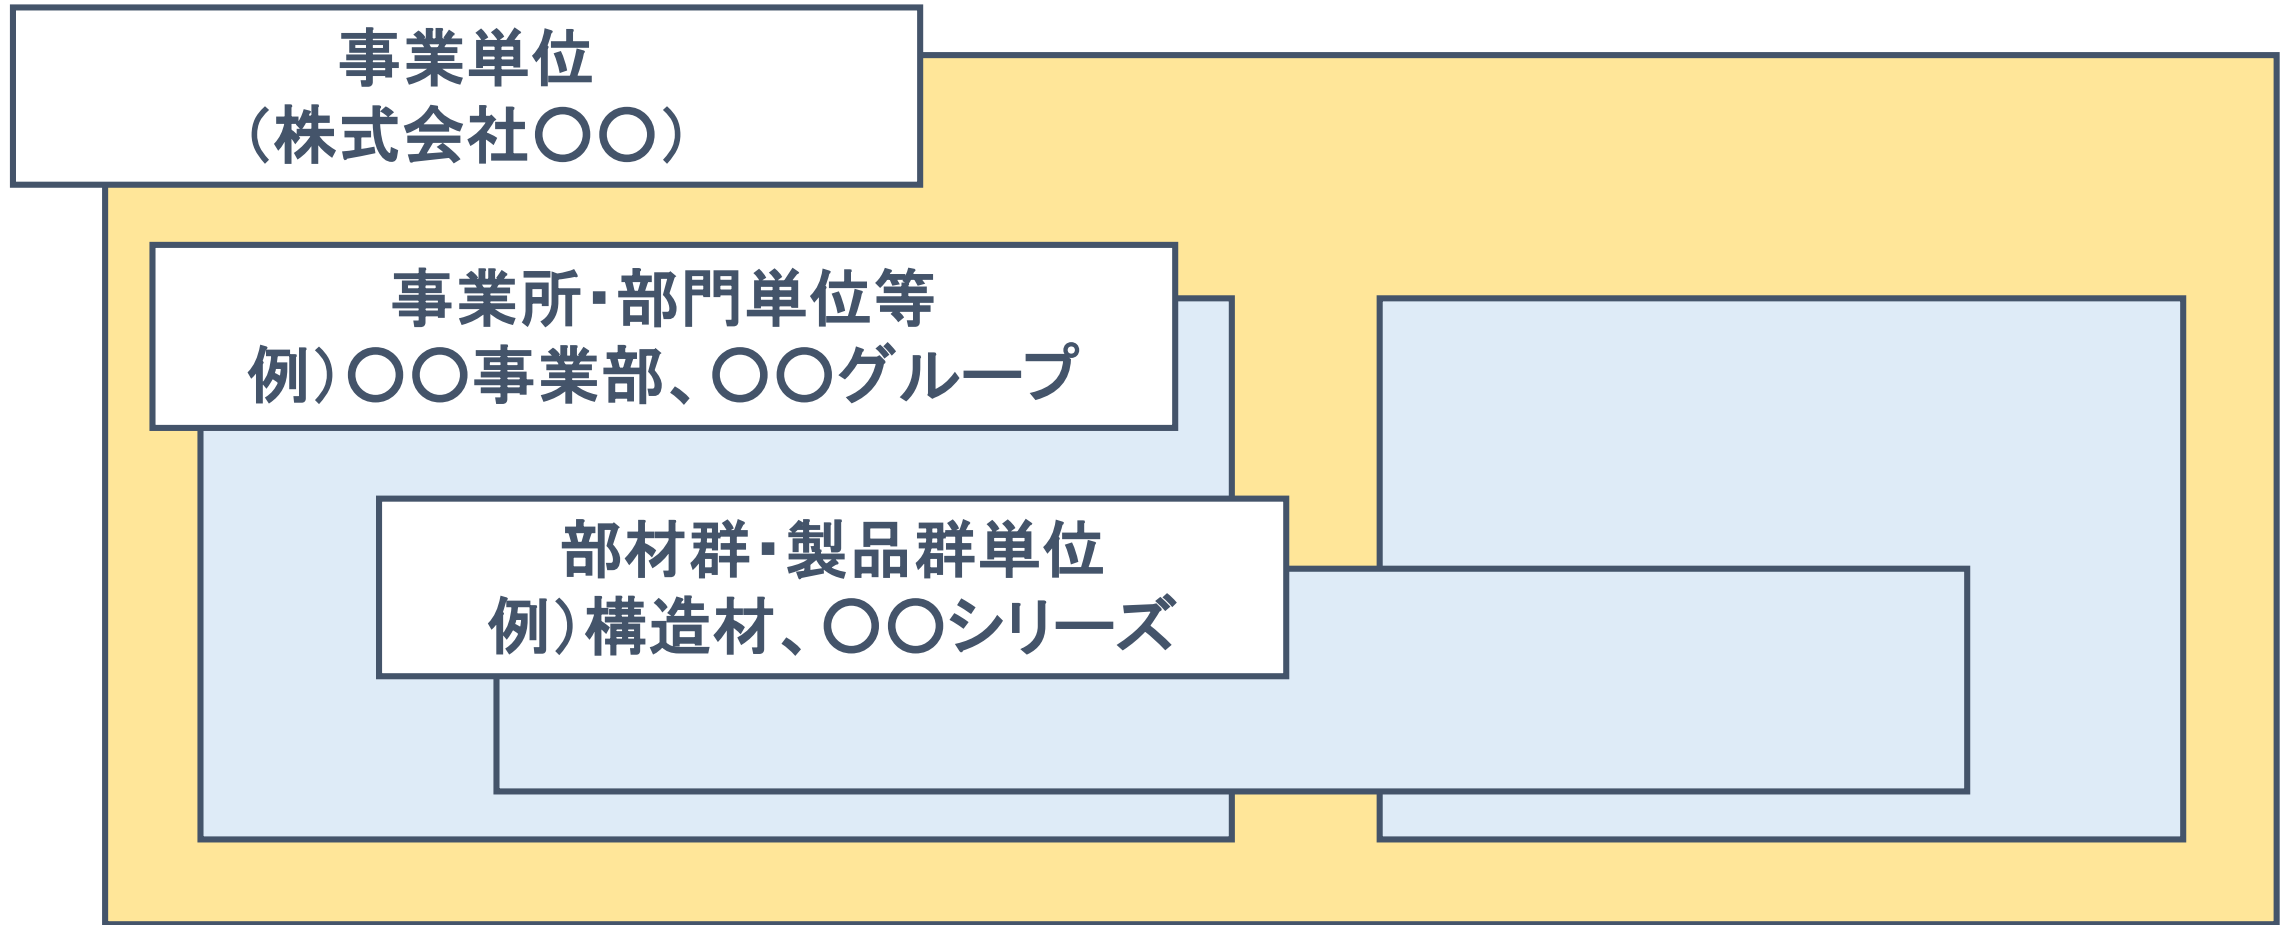 事業単位
（株式会社〇〇）
事業所・部門単位等
例）〇〇事業部、〇〇グループ
部材群・製品群単位
例）構造材、〇〇シリーズ